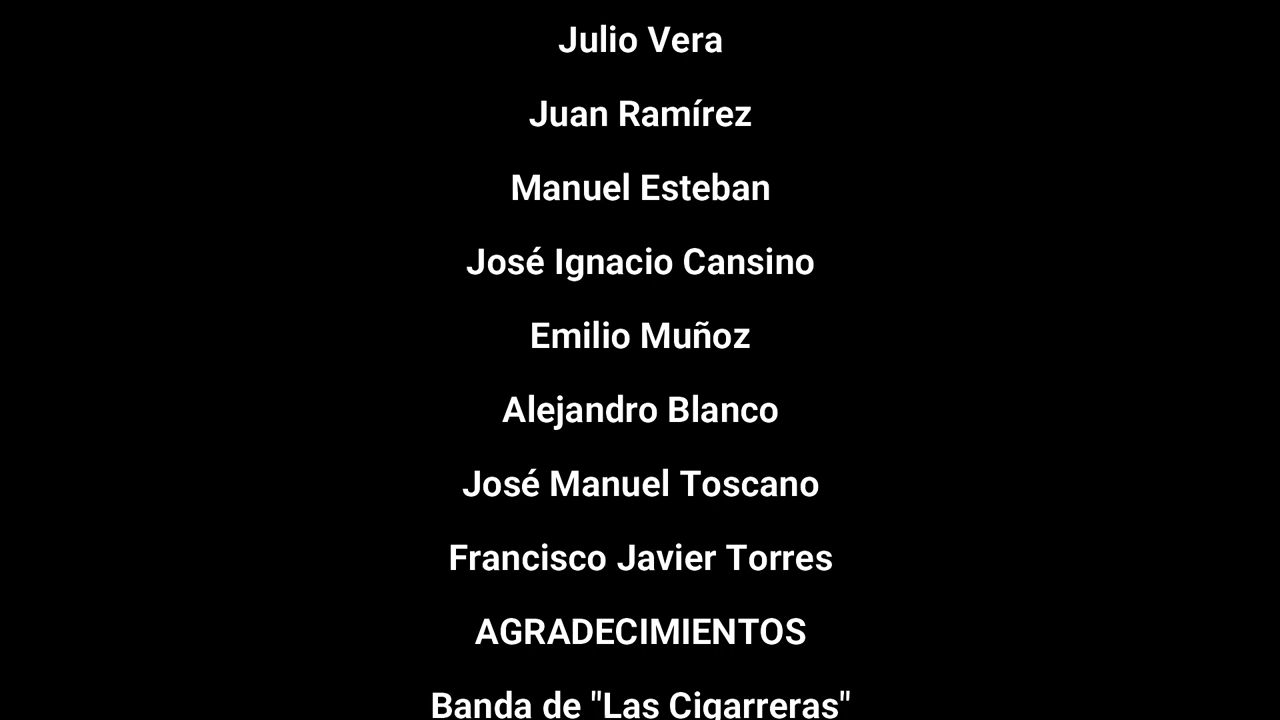 Julio Vera
Juan Ramírez
Manuel Esteban
José Ignacio Cansino
Emilio Muñoz
Alejandro Blanco
José Manuel Toscano
Francisco Javier Torres
AGRADECIMIENTOS
Banda de "Las Cigarreras"